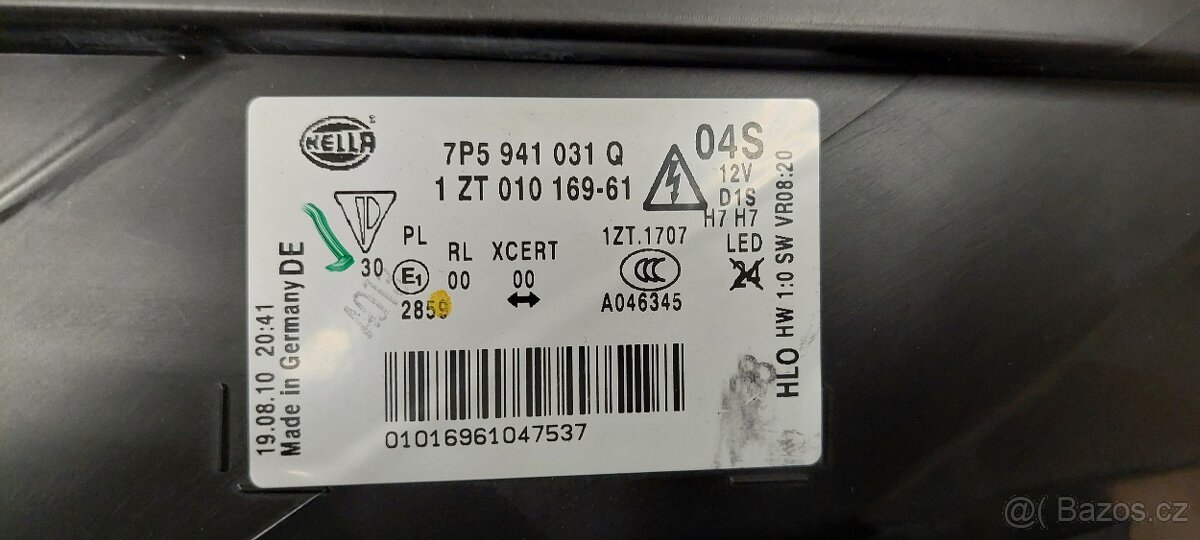 HELLA
7P5 941 031 Q
1 ZT 010 169-61
04S
12V
D1S
H7 H7
LED
24
PL
RL
XCERT
30
E1
00
00
2859
1ZT.1707
CCC
A046345
01016961047537
19.08.10 20:41
Made in Germany DE
HLO HW 1:0 SW VR08:20
@( Bazos.cz